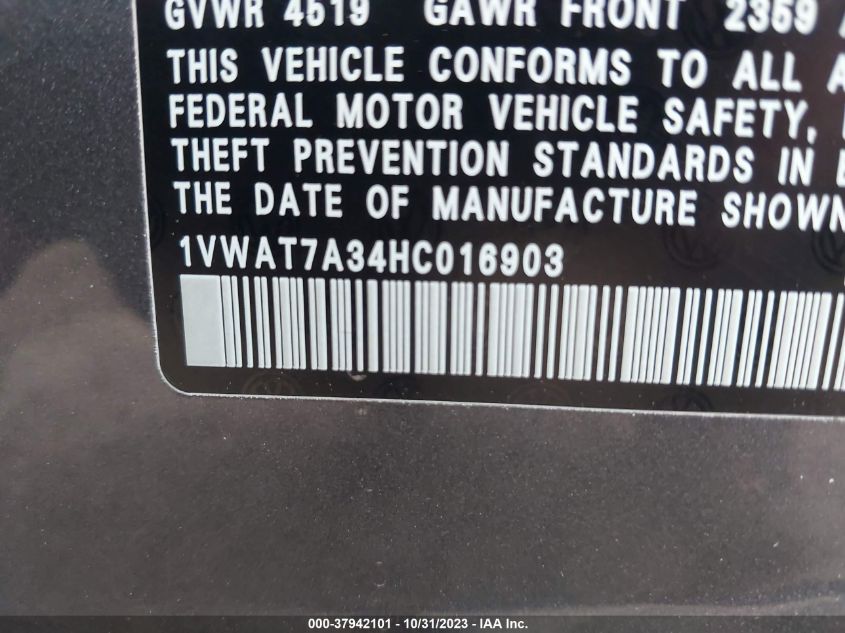 GVWR 4519 GAWR FRONT 2359
THIS VEHICLE CONFORMS TO ALL A
FEDERAL MOTOR VEHICLE SAFETY,
THEFT PREVENTION STANDARDS IN
THE DATE OF MANUFACTURE SHOWN
1VWAT7A34HC016903
000-37942101 - 10/31/2023 - IAA Inc.